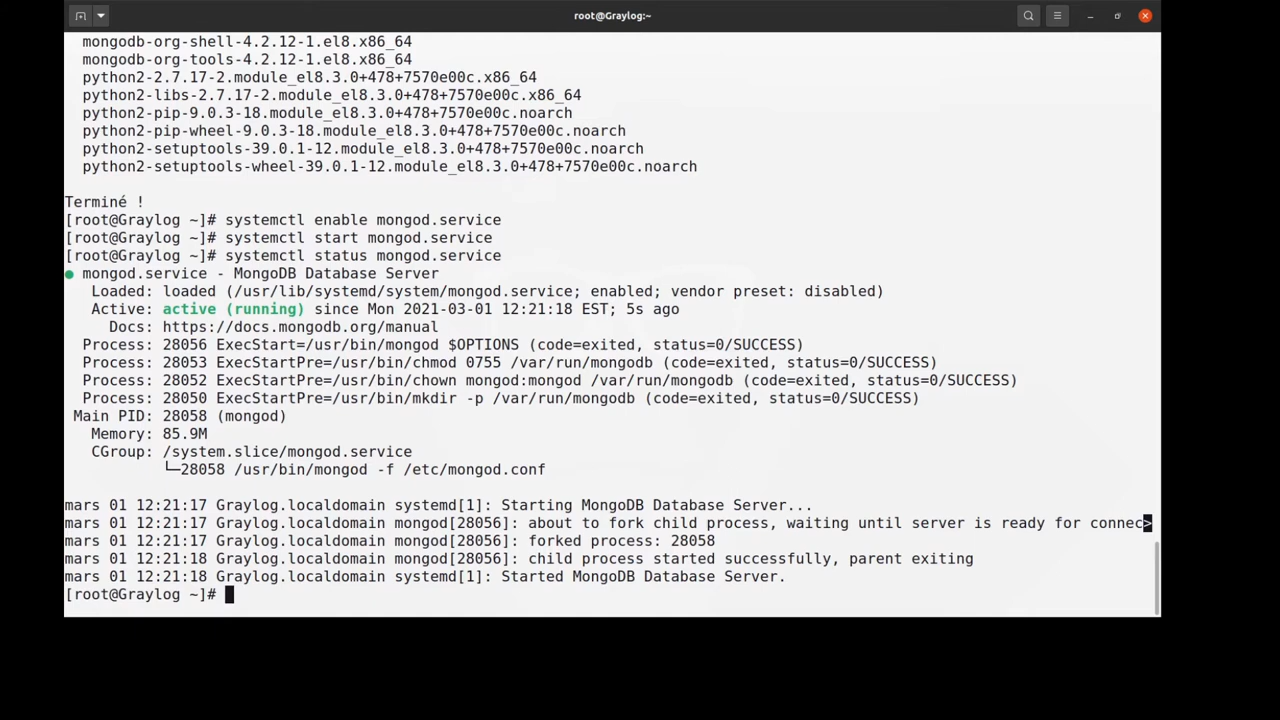 root@Graylog:~
mongodb-org-shell-4.2.12-1.el8.x86_64
mongodb-org-tools-4.2.12-1.el8.x86_64
python2-2.7.17-2.module_el8.3.0+478+7570e00c.x86_64
python2-libs-2.7.17-2.module_el8.3.0+478+7570e00c.x86_64
python2-pip-9.0.3-18.module_el8.3.0+478+7570e00c.noarch
python2-pip-wheel-9.0.3-18.module_el8.3.0+478+7570e00c.noarch
python2-setuptools-39.0.1-12.module_el8.3.0+478+7570e00c.noarch
python2-setuptools-wheel-39.0.1-12.module_el8.3.0+478+7570e00c.noarch
Terminé !
[root@Graylog ~]# systemctl enable mongod.service
[root@Graylog ~]# systemctl start mongod.service
[root@Graylog ~]# systemctl status mongod.service
● mongod.service - MongoDB Database Server
Loaded: loaded (/usr/lib/systemd/system/mongod.service; enabled; vendor preset: disabled)
Active: active (running) since Mon 2021-03-01 12:21:18 EST; 5s ago
Docs: https://docs.mongodb.org/manual
Process: 28056 ExecStart=/usr/bin/mongod $OPTIONS (code=exited, status=0/SUCCESS)
Process: 28053 ExecStartPre=/usr/bin/chmod 0755 /var/run/mongodb (code=exited, status=0/SUCCESS)
Process: 28052 ExecStartPre=/usr/bin/chown mongod:mongod /var/run/mongodb (code=exited, status=0/SUCCESS)
Process: 28050 ExecStartPre=/usr/bin/mkdir -p /var/run/mongodb (code=exited, status=0/SUCCESS)
Main PID: 28058 (mongod)
Memory: 85.9M
CGroup: /system.slice/mongod.service
└─28058 /usr/bin/mongod -f /etc/mongod.conf
mars 01 12:21:17 Graylog.localdomain systemd[1]: Starting MongoDB Database Server...
mars 01 12:21:17 Graylog.localdomain mongod[28056]: about to fork child process, waiting until server is ready for connec>
mars 01 12:21:17 Graylog.localdomain mongod[28056]: forked process: 28058
mars 01 12:21:18 Graylog.localdomain mongod[28056]: child process started successfully, parent exiting
mars 01 12:21:18 Graylog.localdomain systemd[1]: Started MongoDB Database Server.
[root@Graylog ~]#